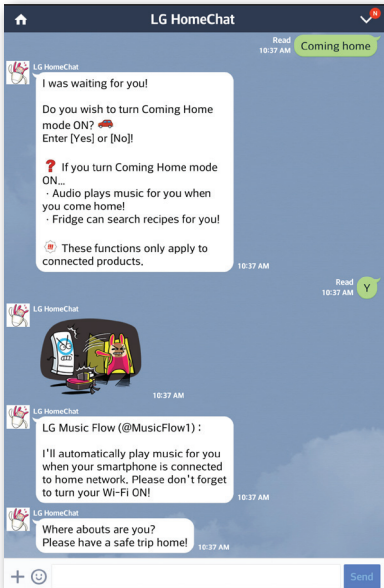 LG HomeChat
N
Read
10:37 AM
Coming home
LG HomeChat
I was waiting for you!
Do you wish to turn Coming Home
mode ON?
Enter [Yes] or [No]!
❓ If you turn Coming Home mode
ON...
· Audio plays music for you when
you come home!
· Fridge can search recipes for you!
!!! These functions only apply to
connected products.
10:37 AM
Read
10:37 AM
Y
LG HomeChat
10:37 AM
LG HomeChat
LG Music Flow (@MusicFlow1) :
I'll automatically play music for you
when your smartphone is connected
to home network. Please don't forget
to turn your Wi-Fi ON!
10:37 AM
LG HomeChat
Where abouts are you?
Please have a safe trip home!
10:37 AM
Send